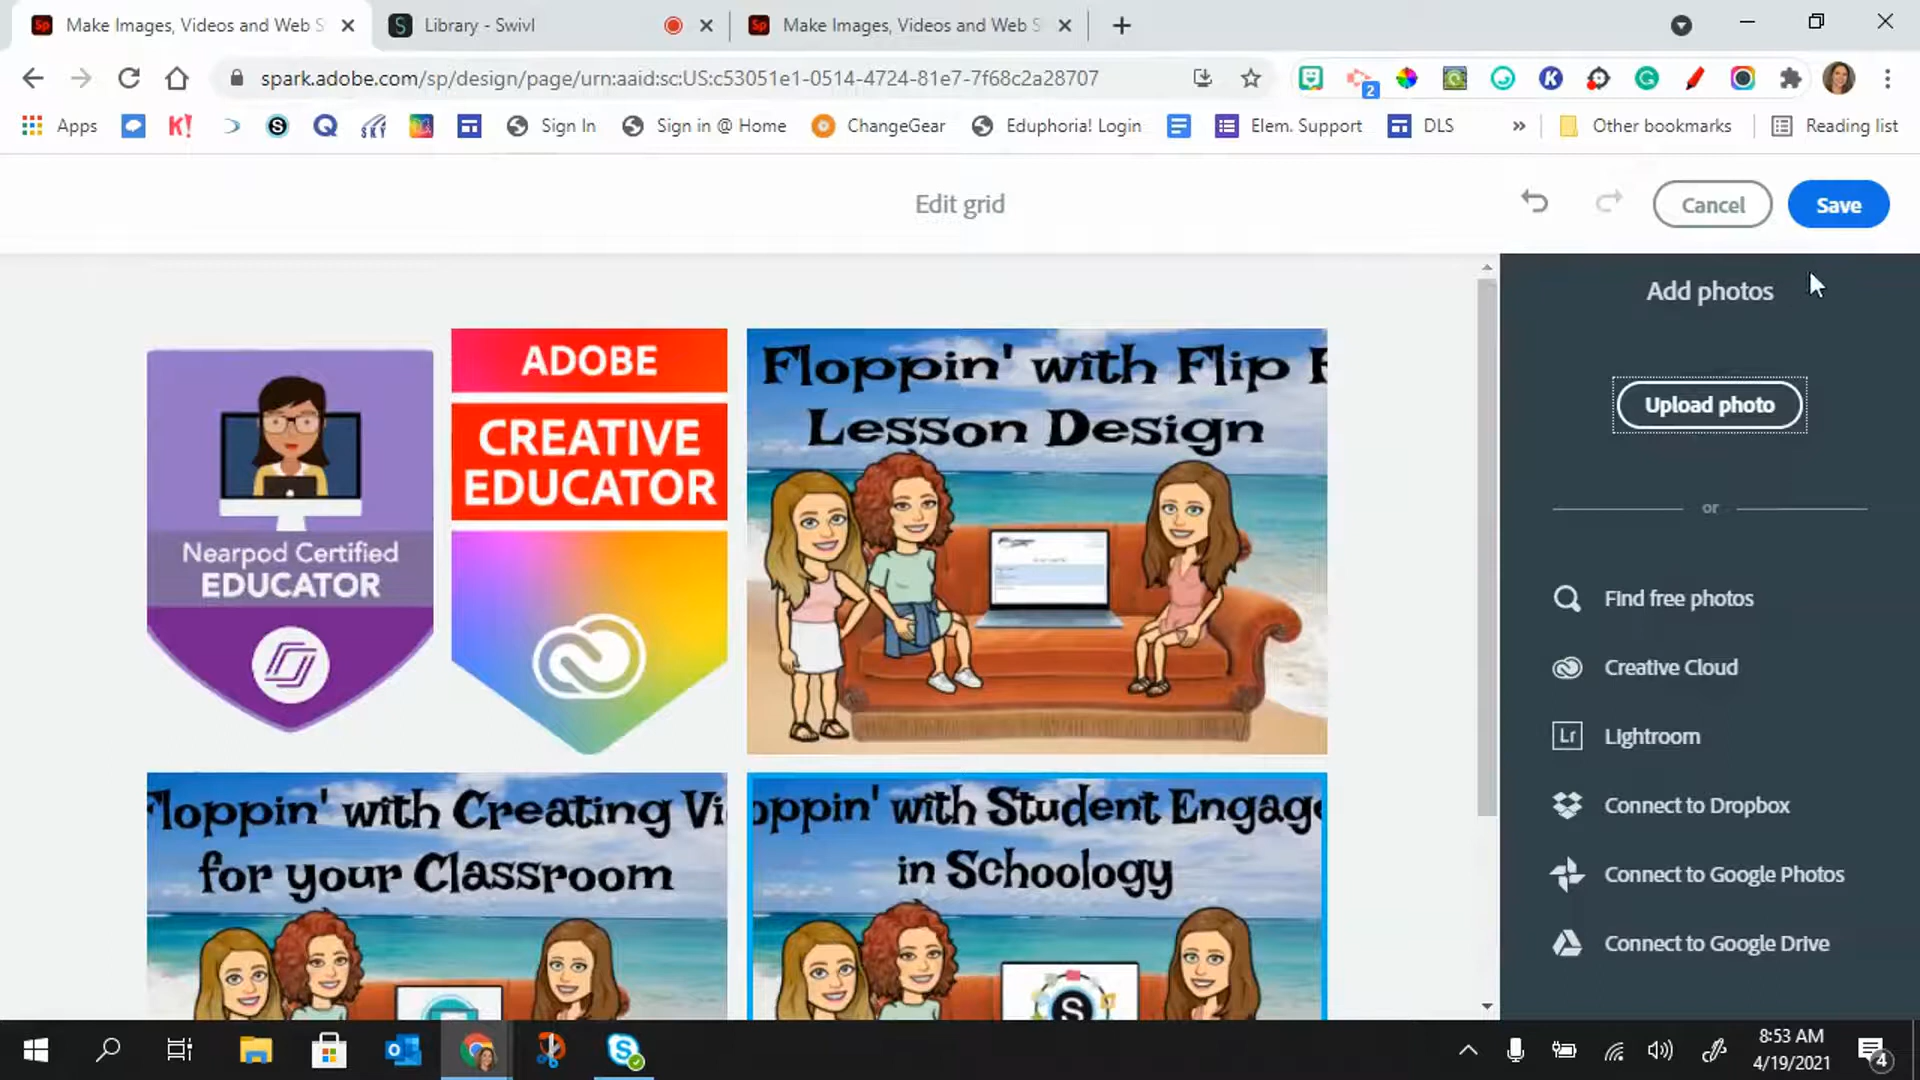 Make Images, Videos and Web S
Library - Swivl
Make Images, Videos and Web S
spark.adobe.com/sp/design/page/urn:aaid:sc:US:c53051e1-0514-4724-81e7-7f68c2a28707
2
Apps
Sign In
Sign in @ Home
ChangeGear
Eduphoria! Login
Elem. Support
DLS
Other bookmarks
Reading list
Edit grid
Cancel
Save
Add photos
Upload photo
or
Find free photos
Creative Cloud
Lr
Lightroom
Connect to Dropbox
Connect to Google Photos
Connect to Google Drive
Nearpod Certified
EDUCATOR
ADOBE
CREATIVE
EDUCATOR
Floppin' with Flip
Lesson Design
loppin' with Creating Vi
for your Classroom
oppin' with Student Engag
in Schoology
S
8:53 AM
4/19/2021
4